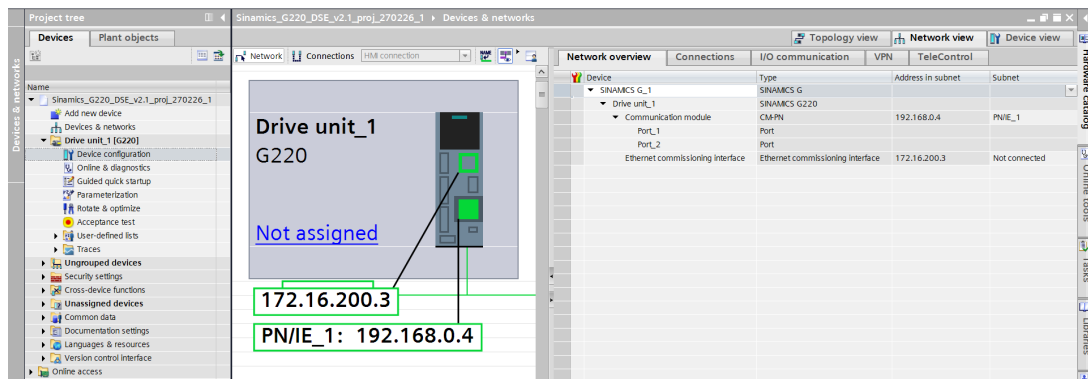 Project tree
Sinamics_G220_DSE_v2.1_proj_270226_1 ▸ Devices & networks
Devices
Plant objects
Topology view
Network view
Device view
Network
Connections
HMI connection
Network overview
Connections
I/O communication
VPN
TeleControl
Devices & networks
Name
Sinamics_G220_DSE_v2.1_proj_270226_1
Add new device
Devices & networks
Drive unit_1 [G220]
Device configuration
Online & diagnostics
Guided quick startup
Parameterization
Rotate & optimize
Acceptance test
User-defined lists
Traces
Ungrouped devices
Security settings
Cross-device functions
Unassigned devices
Common data
Documentation settings
Languages & resources
Version control interface
Online access
Drive unit_1
G220
Not assigned
172.16.200.3
PN/IE_1: 192.168.0.4
Device Type Address in subnet Subnet
SINAMICS G_1 SINAMICS G
Drive unit_1 SINAMICS G220
Communication module CM-PN 192.168.0.4 PN/IE_1
Port_1 Port
Port_2 Port
Ethernet commissioning interface Ethernet commissioning interface 172.16.200.3 Not connected
Hardware catalog
Online tools
Tasks
Libraries